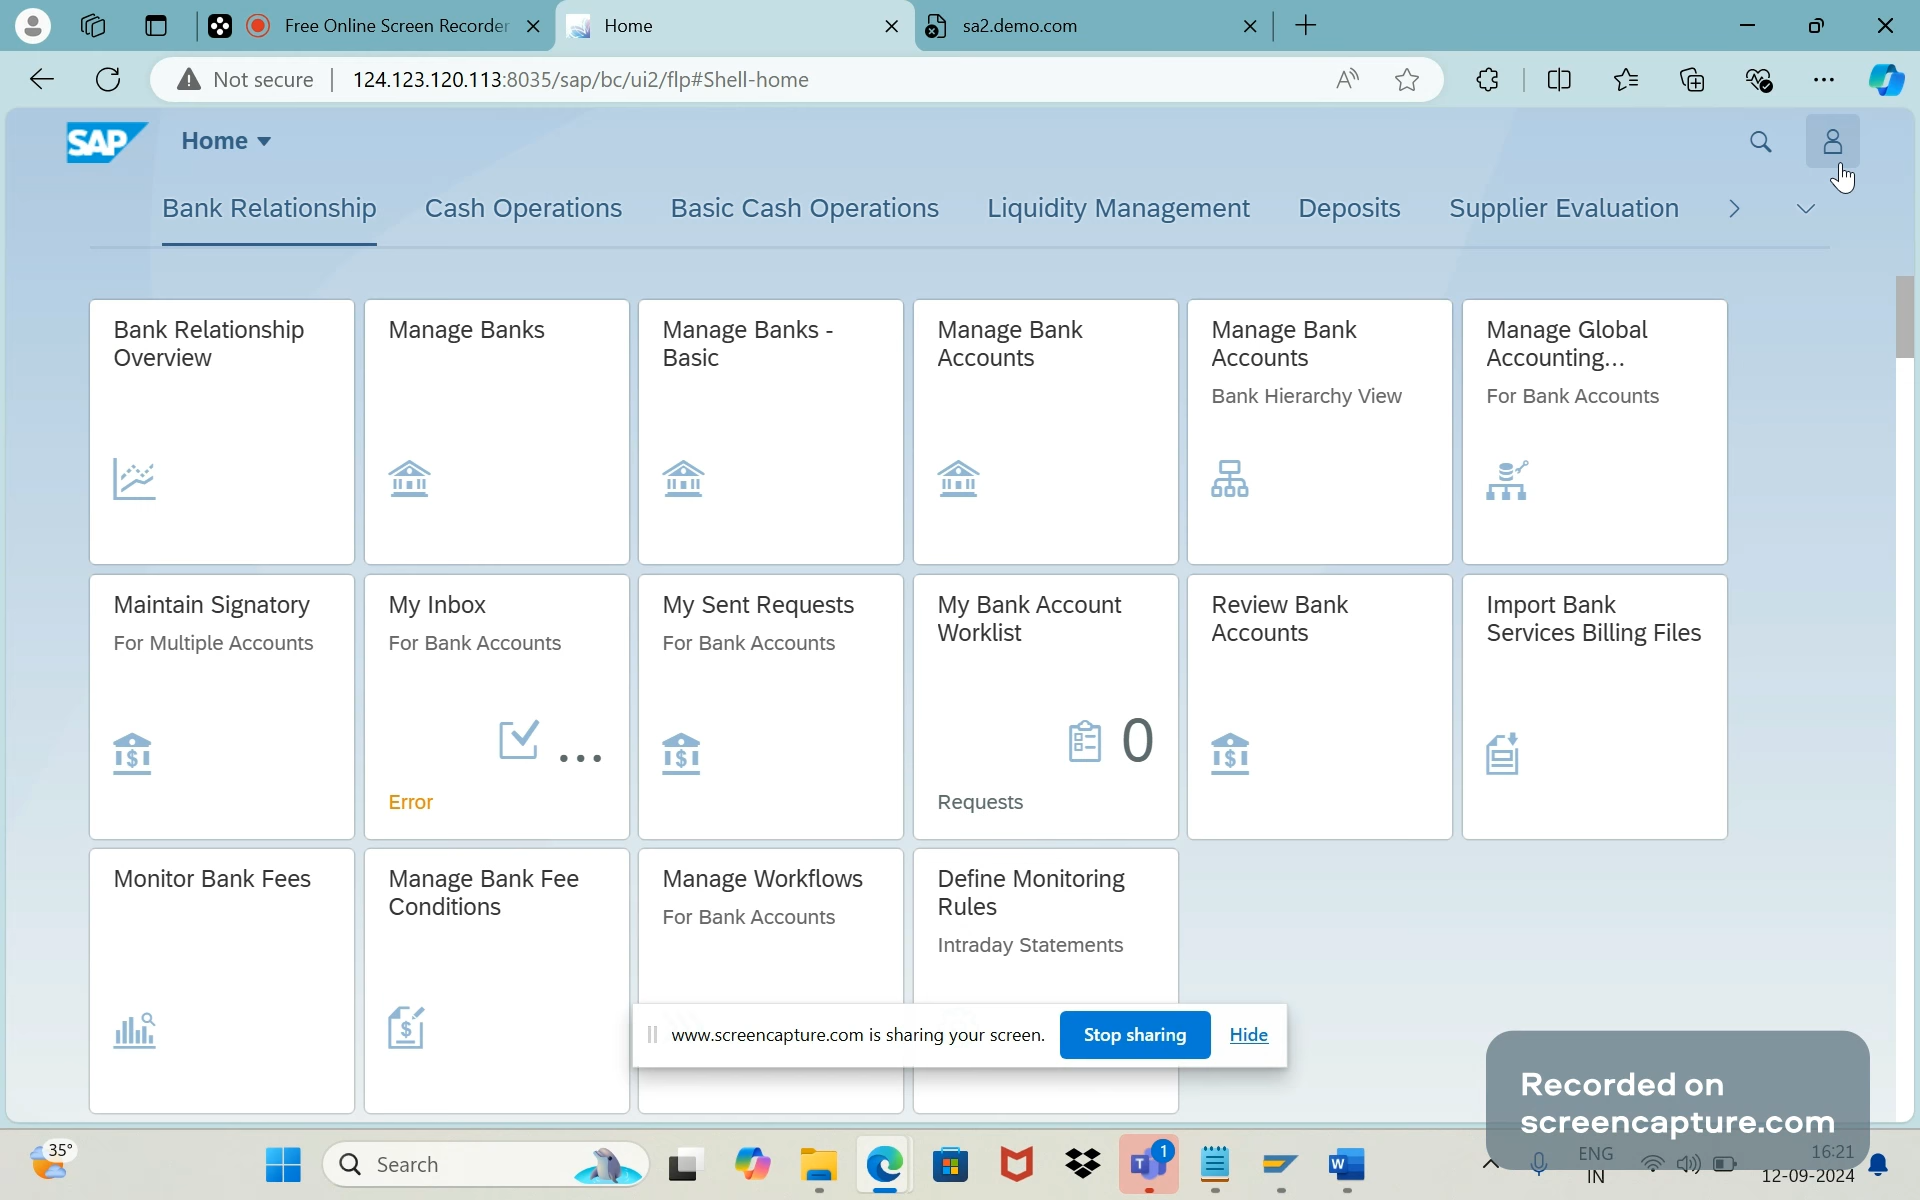 Free Online Screen Recorder
Home
sa2.demo.com
Not secure
124.123.120.113:8035/sap/bc/ui2/flp#Shell-home
SAP
Home
Bank Relationship
Cash Operations
Basic Cash Operations
Liquidity Management
Deposits
Supplier Evaluation
Bank Relationship
Overview
Manage Banks
Manage Banks -
Basic
Manage Bank
Accounts
Manage Bank
Accounts
Bank Hierarchy View
Manage Global
Accounting...
For Bank Accounts
Maintain Signatory
For Multiple Accounts
My Inbox
For Bank Accounts
...
Error
My Sent Requests
For Bank Accounts
My Bank Account
Worklist
0
Requests
Review Bank
Accounts
Import Bank
Services Billing Files
Monitor Bank Fees
Manage Bank Fee
Conditions
Manage Workflows
For Bank Accounts
Define Monitoring
Rules
Intraday Statements
www.screencapture.com is sharing your screen.
Stop sharing
Hide
Recorded on
screencapture.com
35°
Search
1
ENG
IN
16:21
12-09-2024